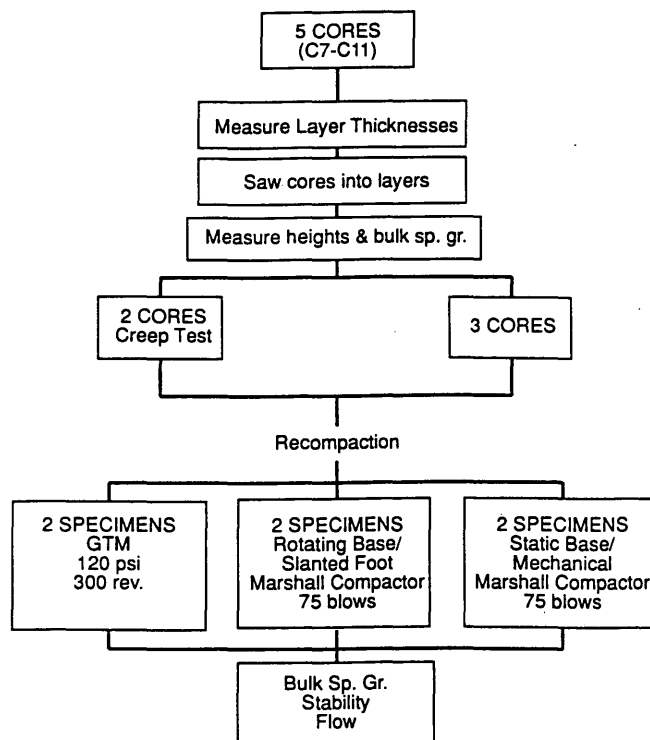 5 CORES
(C7-C11)
Measure Layer Thicknesses
Saw cores into layers
Measure heights & bulk sp. gr.
2 CORES
Creep Test
3 CORES
Recompaction
2 SPECIMENS
GTM
120 psi
300 rev.
2 SPECIMENS
Rotating Base/
Slanted Foot
Marshall Compactor
75 blows
2 SPECIMENS
Static Base/
Mechanical
Marshall Compactor
75 blows
Bulk Sp. Gr.
Stability
Flow